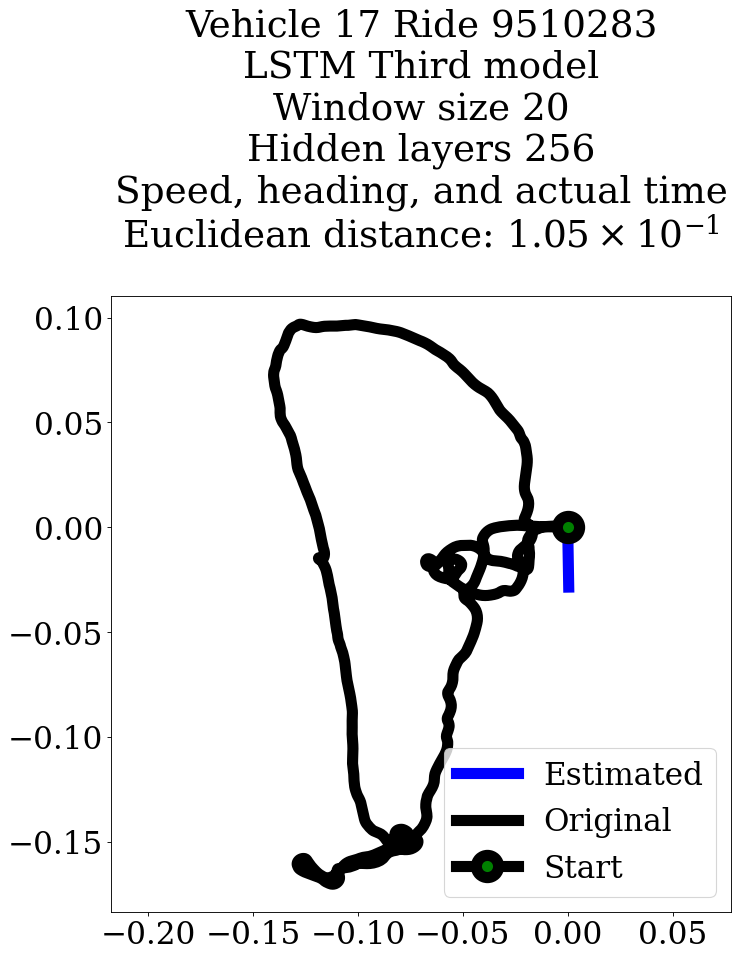 Vehicle 17 Ride 9510283
LSTM Third model
Window size 20
Hidden layers 256
Speed, heading, and actual time
Euclidean distance: 1.05 × 10⁻¹
0.10
0.05
0.00
−0.05
−0.10
−0.15
Estimated
Original
Start
−0.20 −0.15 −0.10 −0.05 0.00 0.05